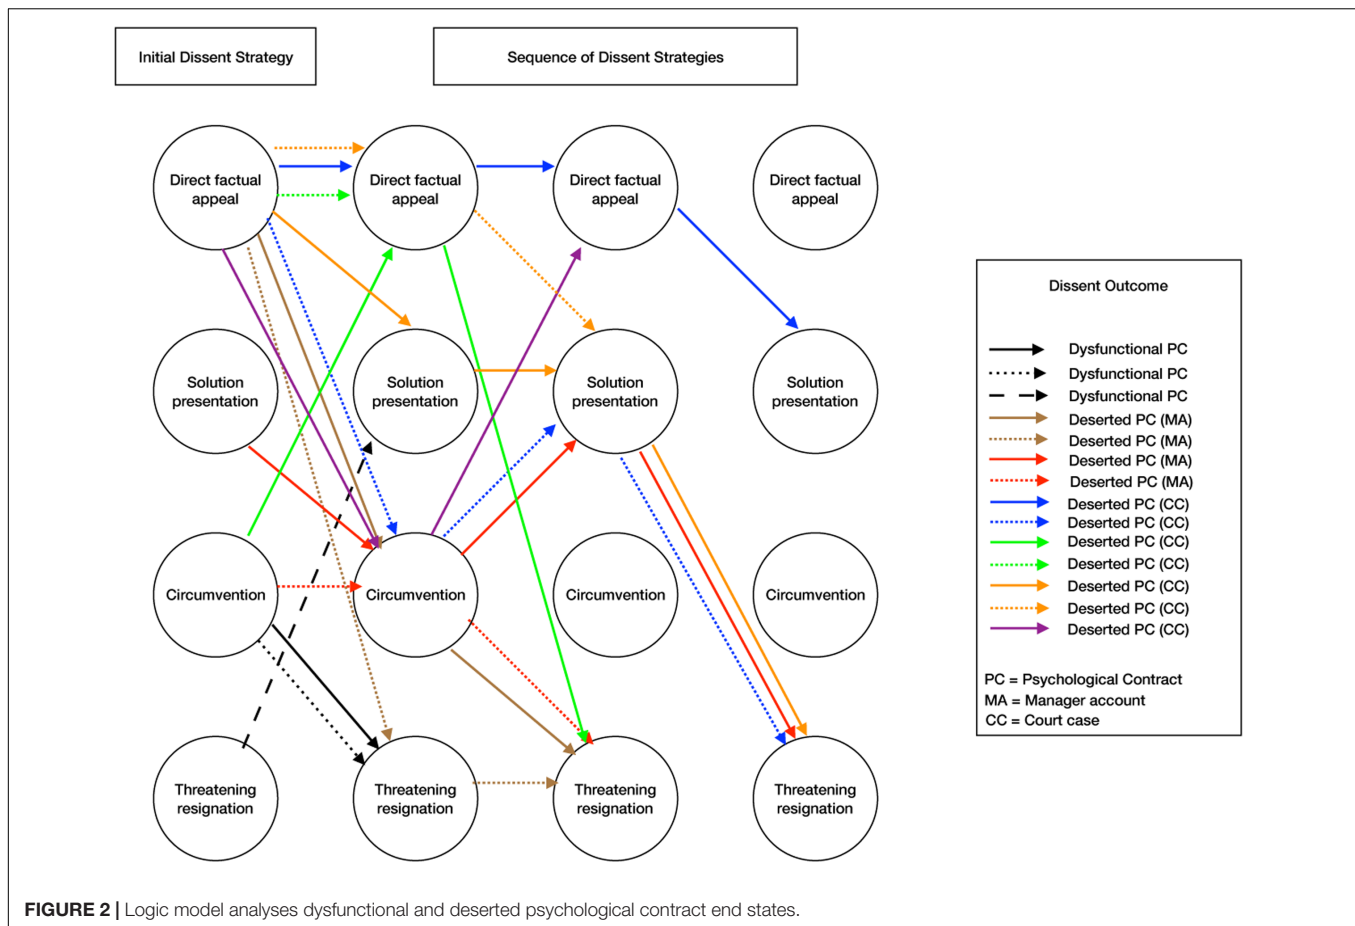 Initial Dissent Strategy
Sequence of Dissent Strategies
Direct factual
appeal
Direct factual
appeal
Direct factual
appeal
Direct factual
appeal
Solution
presentation
Solution
presentation
Solution
presentation
Solution
presentation
Circumvention
Circumvention
Circumvention
Circumvention
Threatening
resignation
Threatening
resignation
Threatening
resignation
Threatening
resignation
Dissent Outcome
Dysfunctional PC
Dysfunctional PC
Dysfunctional PC
Deserted PC (MA)
Deserted PC (MA)
Deserted PC (MA)
Deserted PC (MA)
Deserted PC (CC)
Deserted PC (CC)
Deserted PC (CC)
Deserted PC (CC)
Deserted PC (CC)
Deserted PC (CC)
Deserted PC (CC)
PC = Psychological Contract
MA = Manager account
CC = Court case
FIGURE 2 | Logic model analyses dysfunctional and deserted psychological contract end states.